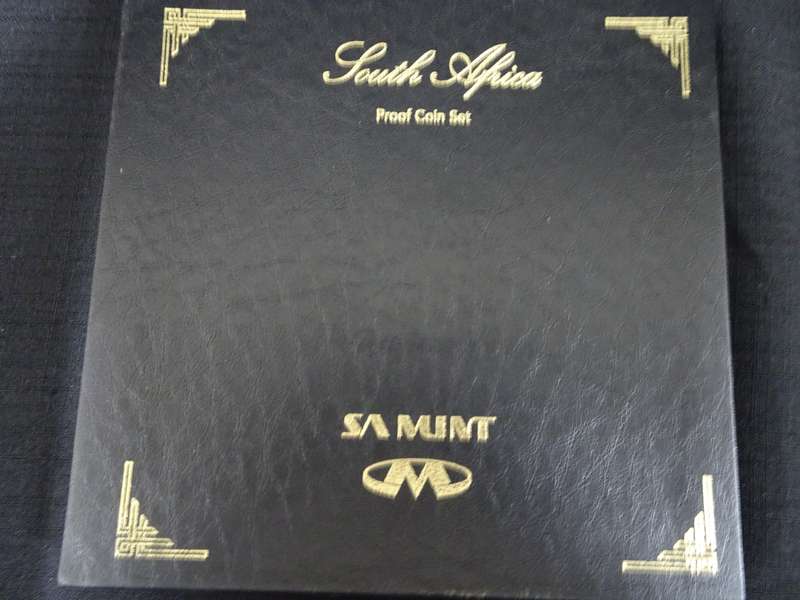 South Africa
Proof Coin Set
SA MINT